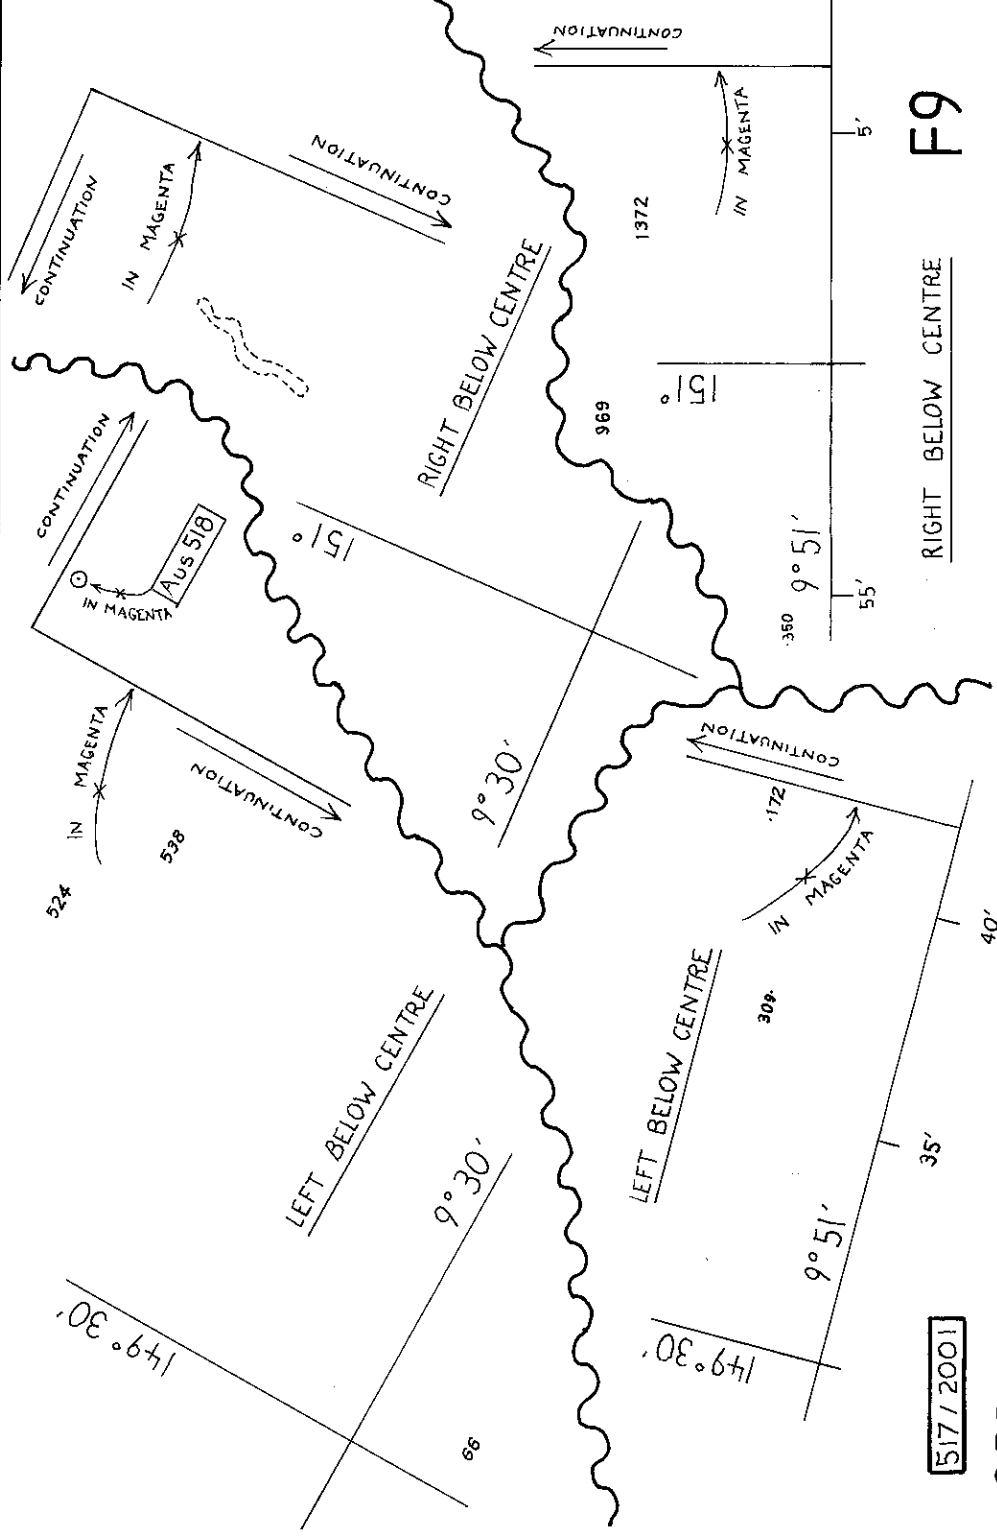 CONTINUATION
IN MAGENTA
524
538
CONTINUATION
IN MAGENTA
Aus 518
CONTINUATION
LEFT BELOW CENTRE
149° 30′
9° 30′
66
CONTINUATION
IN MAGENTA
CONTINUATION
RIGHT BELOW CENTRE
151°
9° 30′
CONTINUATION
172
IN MAGENTA
309
LEFT BELOW CENTRE
149° 30′
9° 51′
35′
40′
CONTINUATION
IN MAGENTA
1372
969
151°
350
9° 51′
55′
5′
RIGHT BELOW CENTRE
F9
517 / 2001